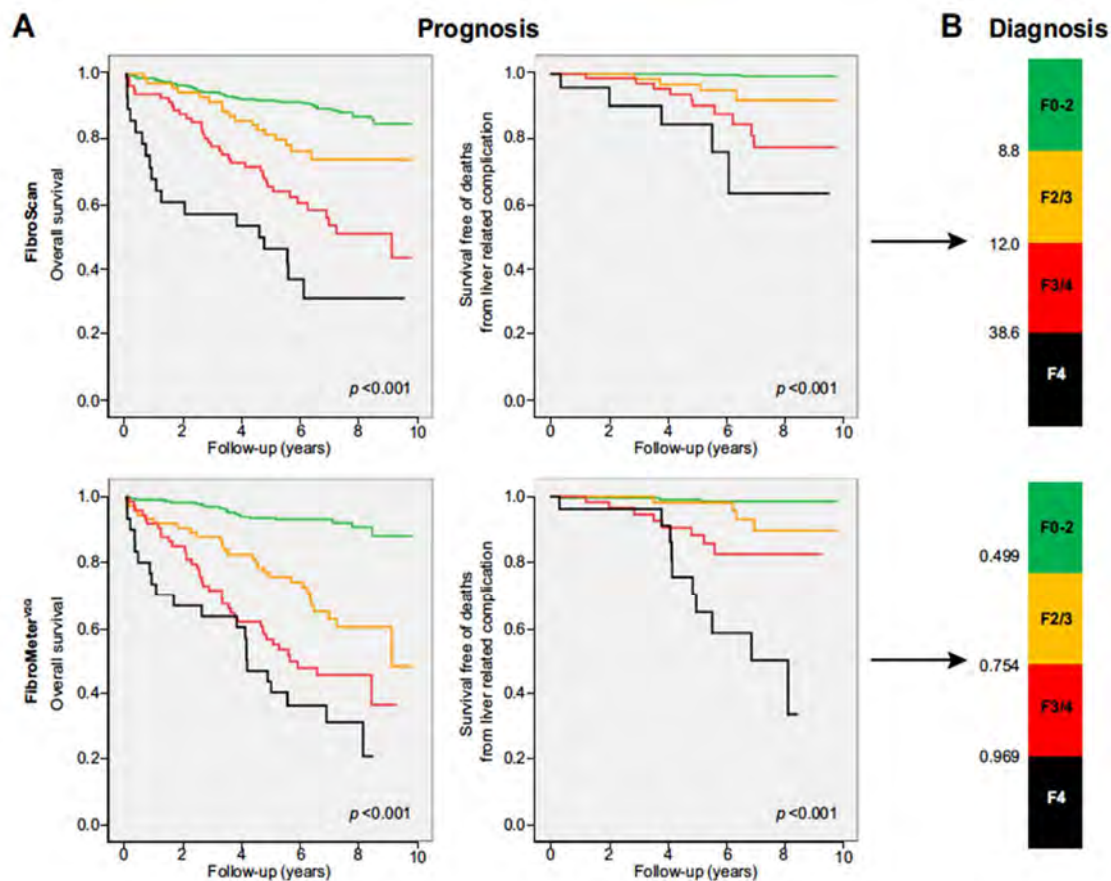 A Prognosis B Diagnosis
FibroScan
Overall survival
1.0
0.8
0.6
0.4
0.2
0.0
p <0.001
0 2 4 6 8 10
Follow-up (years)
Survival free of deaths
from liver related complication
1.0
0.8
0.6
0.4
0.2
0.0
p <0.001
0 2 4 6 8 10
Follow-up (years)
F0-2
8.8
F2/3
12.0
F3/4
38.6
F4
FibroMeterV2G
Overall survival
1.0
0.8
0.6
0.4
0.2
0.0
p <0.001
0 2 4 6 8 10
Follow-up (years)
Survival free of deaths
from liver related complication
1.0
0.8
0.6
0.4
0.2
0.0
p <0.001
0 2 4 6 8 10
Follow-up (years)
F0-2
0.499
F2/3
0.754
F3/4
0.969
F4